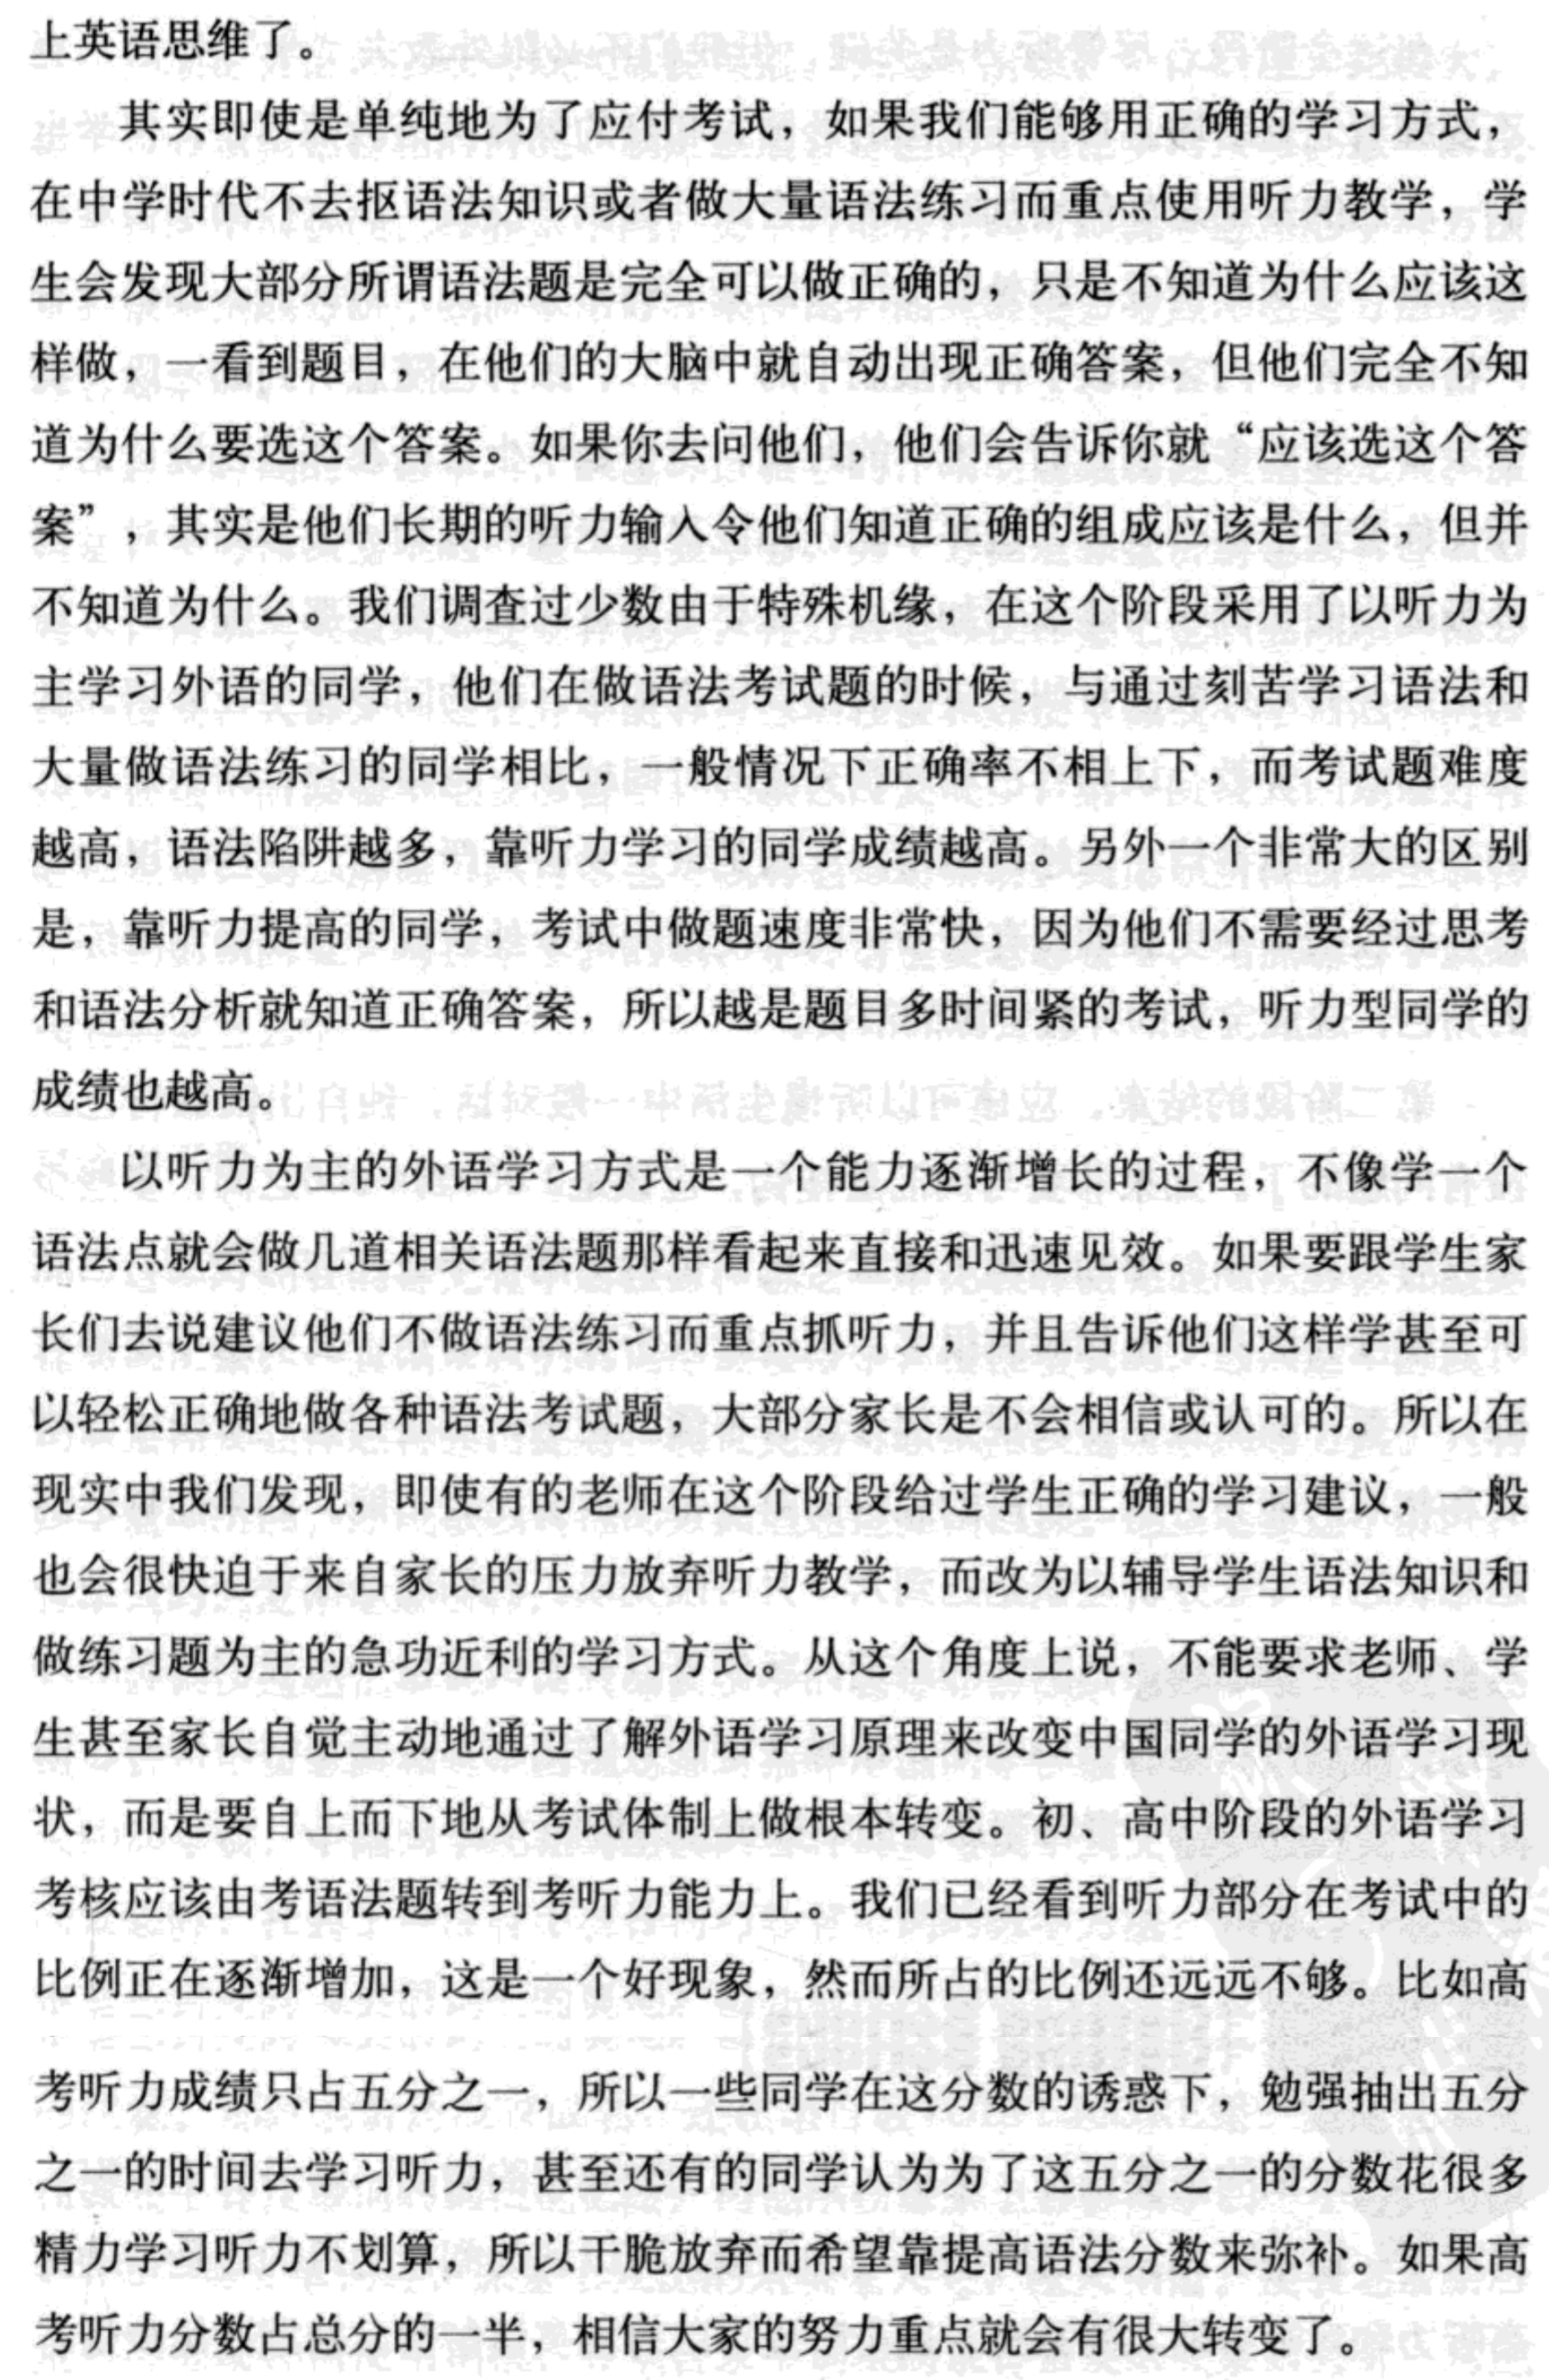 上英语思维了。
其实即使是单纯地为了应付考试，如果我们能够用正确的学习方式，
在中学时代不去抠语法知识或者做大量语法练习而重点使用听力教学，学
生会发现大部分所谓语法题是完全可以做正确的，只是不知道为什么应该这
样做，一看到题目，在他们的大脑中就自动出现正确答案，但他们完全不知
道为什么要选这个答案。如果你去问他们，他们会告诉你就“应该选这个答
案”，其实是他们长期的听力输入令他们知道正确的组成应该是什么，但并
不知道为什么。我们调查过少数由于特殊机缘，在这个阶段采用了以听力为
主学习外语的同学，他们在做语法考试题的时候，与通过刻苦学习语法和
大量做语法练习的同学相比，一般情况下正确率不相上下，而考试题难度
越高，语法陷阱越多，靠听力学习的同学成绩越高。另外一个非常大的区别
是，靠听力提高的同学，考试中做题速度非常快，因为他们不需要经过思考
和语法分析就知道正确答案，所以越是题目多时间紧的考试，听力型同学的
成绩也越高。
以听力为主的外语学习方式是一个能力逐渐增长的过程，不像学一个
语法点就会做几道相关语法题那样看起来直接和迅速见效。如果要跟学生家
长们去说建议他们不做语法练习而重点抓听力，并且告诉他们这样学甚至可
以轻松正确地做各种语法考试题，大部分家长是不会相信或认可的。所以在
现实中我们发现，即使有的老师在这个阶段给过学生正确的学习建议，一般
也会很快迫于来自家长的压力放弃听力教学，而改为以辅导学生语法知识和
做练习题为主的急功近利的学习方式。从这个角度上说，不能要求老师、学
生甚至家长自觉主动地通过了解外语学习原理来改变中国同学的外语学习现
状，而是要自上而下地从考试体制上做根本转变。初、高中阶段的外语学习
考核应该由考语法题转到考听力能力上。我们已经看到听力部分在考试中的
比例正在逐渐增加，这是一个好现象，然而所占的比例还远远不够。比如高
考听力成绩只占五分之一，所以一些同学在这分数的诱惑下，勉强抽出五分
之一的时间去学习听力，甚至还有的同学认为为了这五分之一的分数花很多
精力学习听力不划算，所以干脆放弃而希望靠提高语法分数来弥补。如果高
考听力分数占总分的一半，相信大家的努力重点就会有很大转变了。